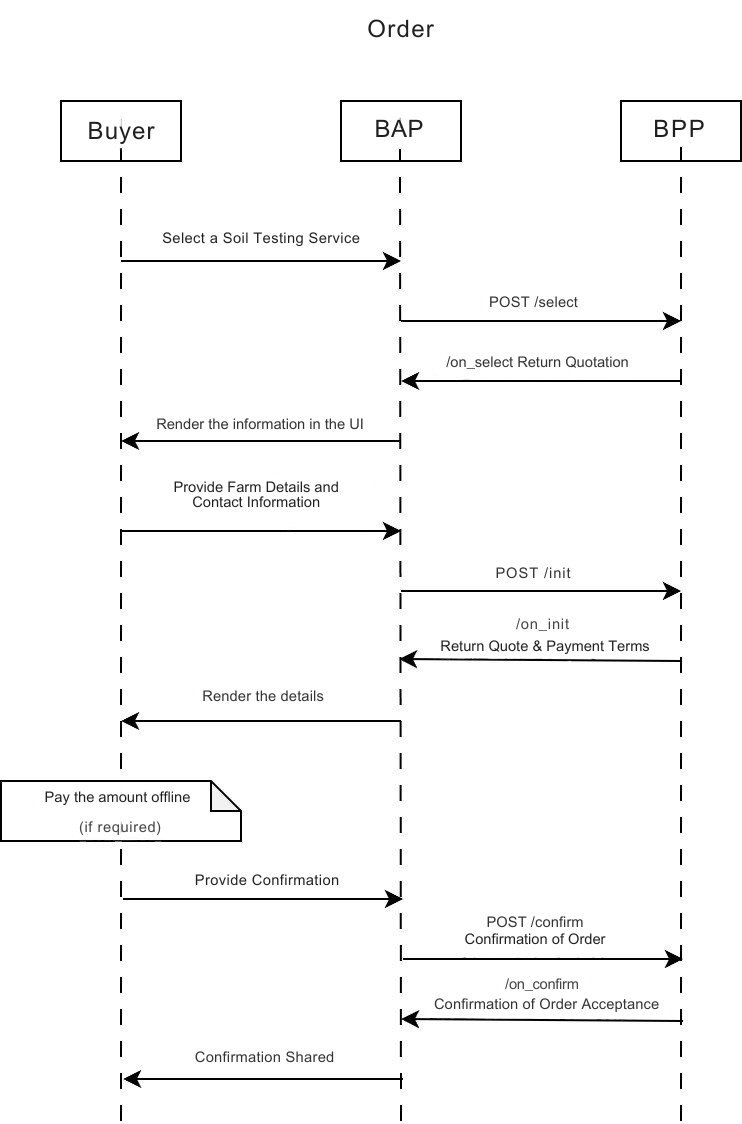 Order
Buyer
BAP
BPP
Select a Soil Testing Service
POST /select
/on_select Return Quotation
Render the information in the UI
Provide Farm Details and
Contact Information
POST /init
/on_init
Return Quote & Payment Terms
Render the details
Pay the amount offline
(if required)
Provide Confirmation
POST /confirm
Confirmation of Order
/on_confirm
Confirmation of Order Acceptance
Confirmation Shared